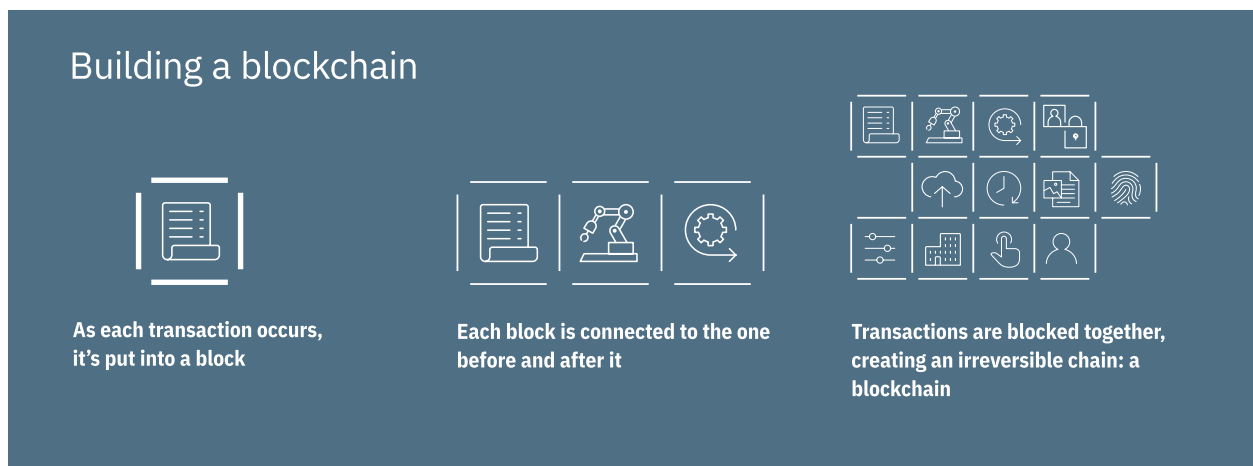 Building a blockchain
As each transaction occurs,
it’s put into a block
Each block is connected to the one
before and after it
Transactions are blocked together,
creating an irreversible chain: a
blockchain